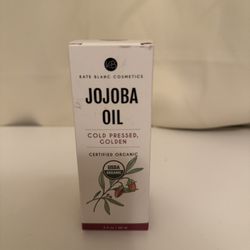 KATE BLANC COSMETICS
JOJOBA
OIL
COLD PRESSED,
GOLDEN
CERTIFIED ORGANIC
USDA
ORGANIC